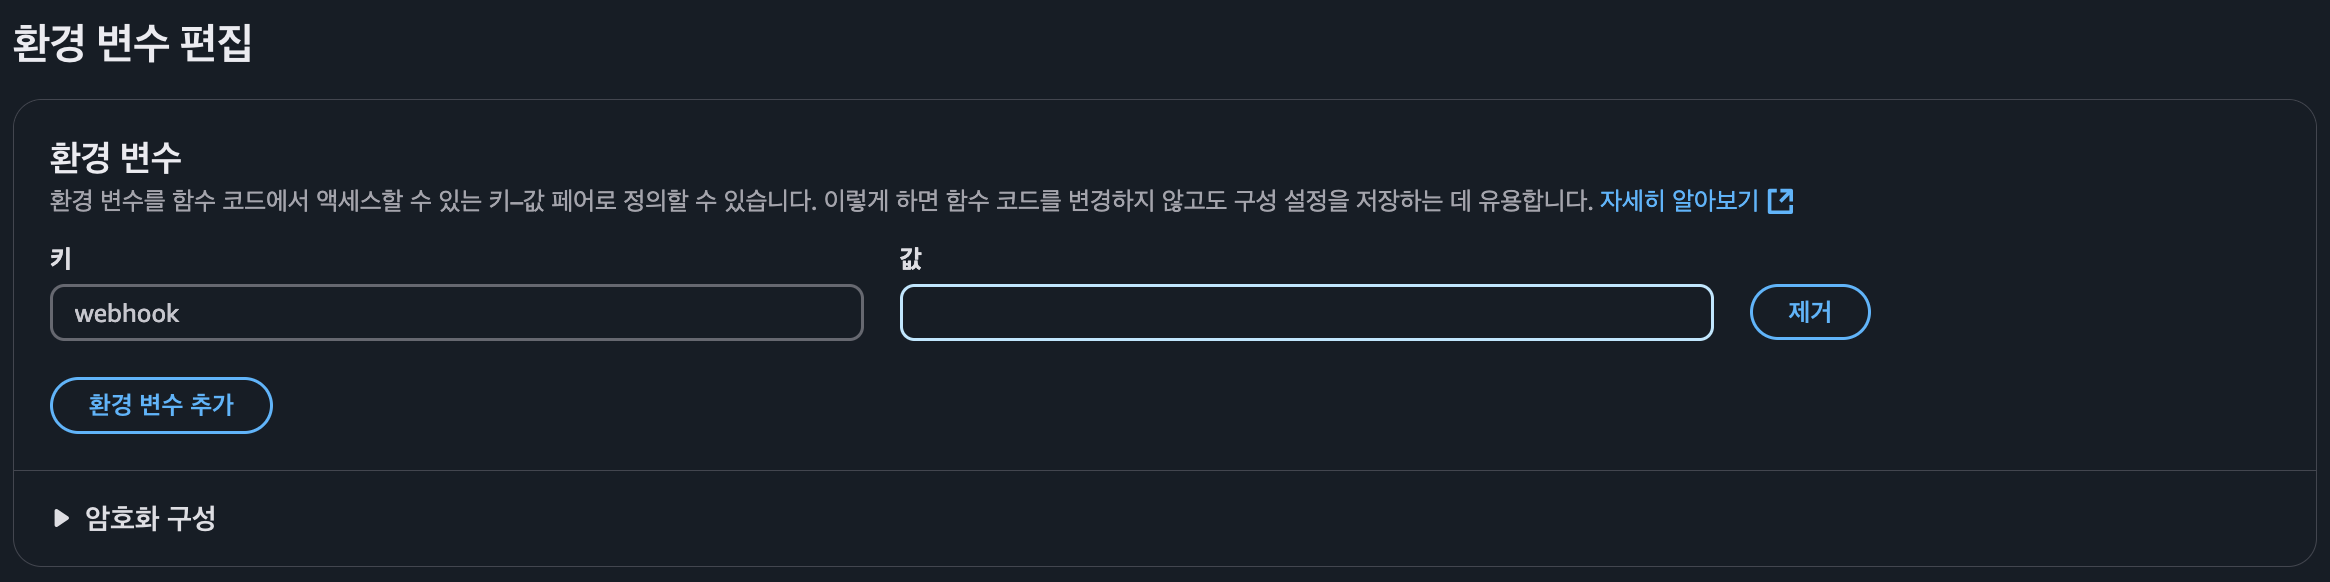 환경 변수 편집
환경 변수
환경 변수를 함수 코드에서 액세스할 수 있는 키-값 페어로 정의할 수 있습니다. 이렇게 하면 함수 코드를 변경하지 않고도 구성 설정을 저장하는 데 유용합니다. 자세히 알아보기
키 값
webhook 제거
환경 변수 추가
암호화 구성